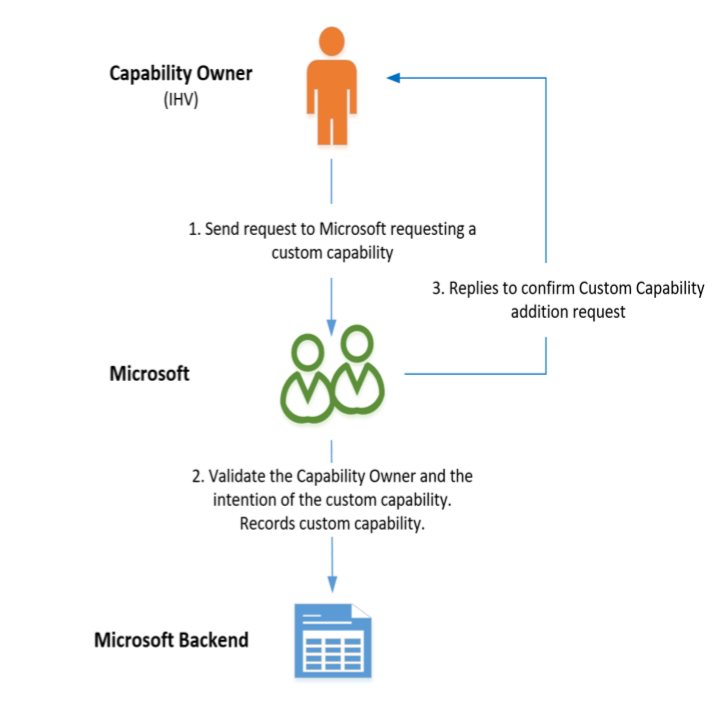 Capability Owner
(IHV)
1. Send request to Microsoft requesting a
custom capability
3. Replies to confirm Custom Capability
addition request
Microsoft
2. Validate the Capability Owner and the
intention of the custom capability.
Records custom capability.
Microsoft Backend